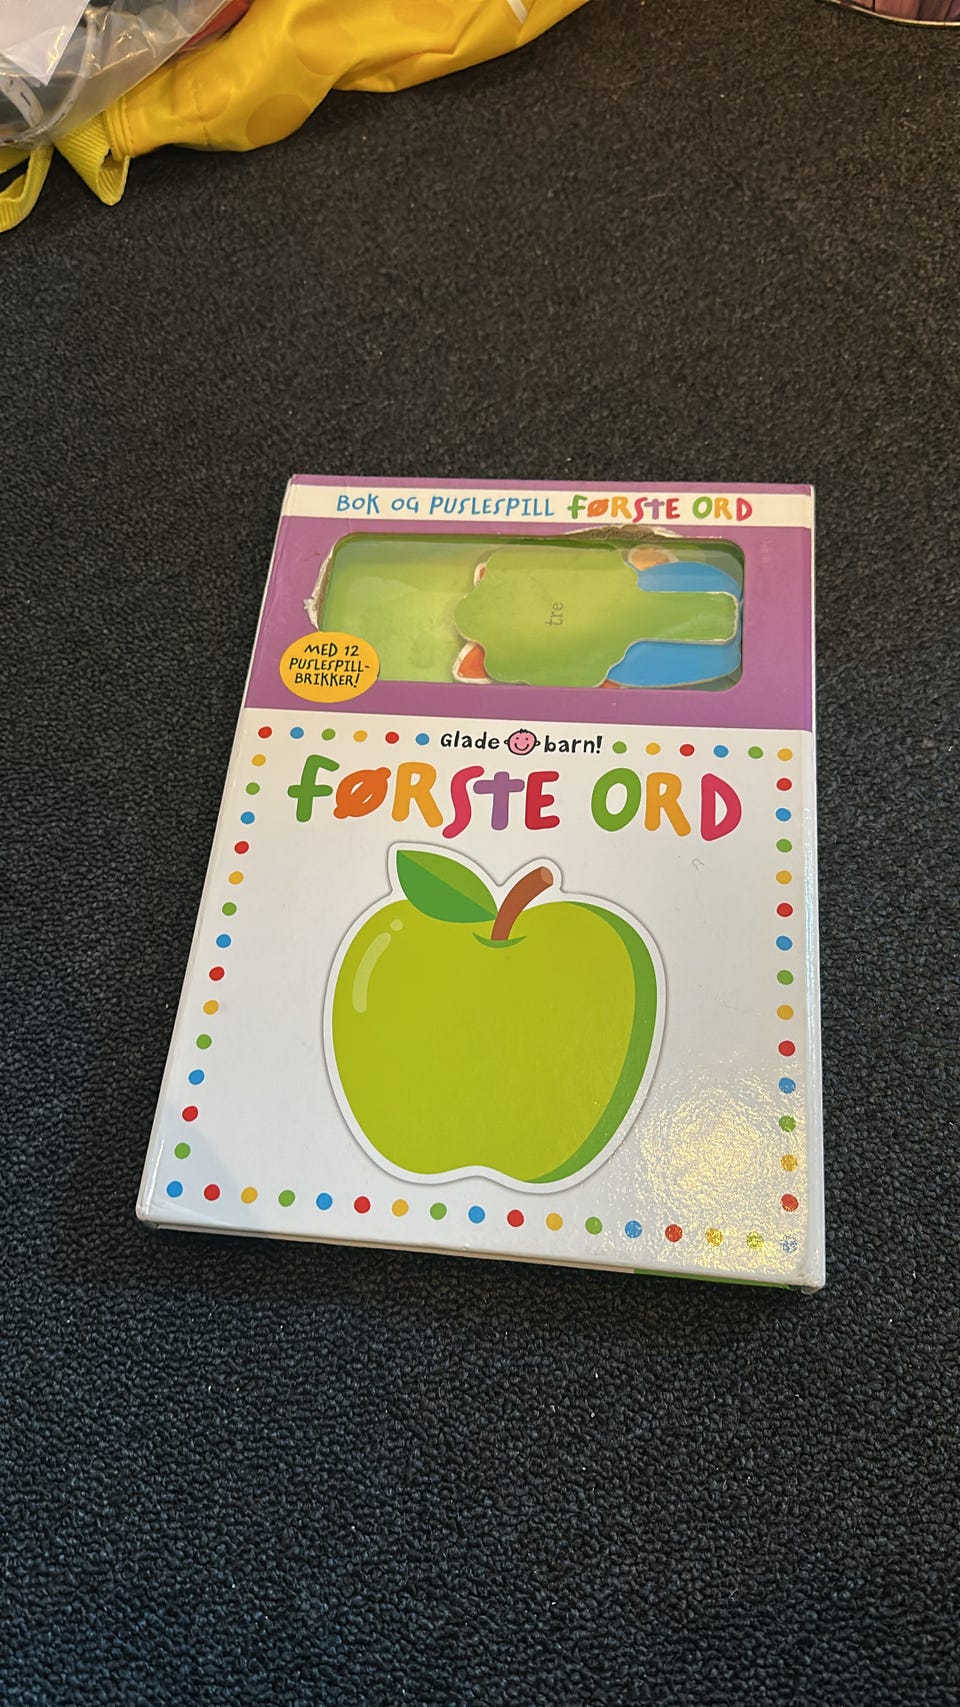 BOK OG PUSLESPILL FØRSTE ORD
tre
MED 12
PUSLESPILL-
BRIKKER!
Glade barn!
FØRSTE ORD